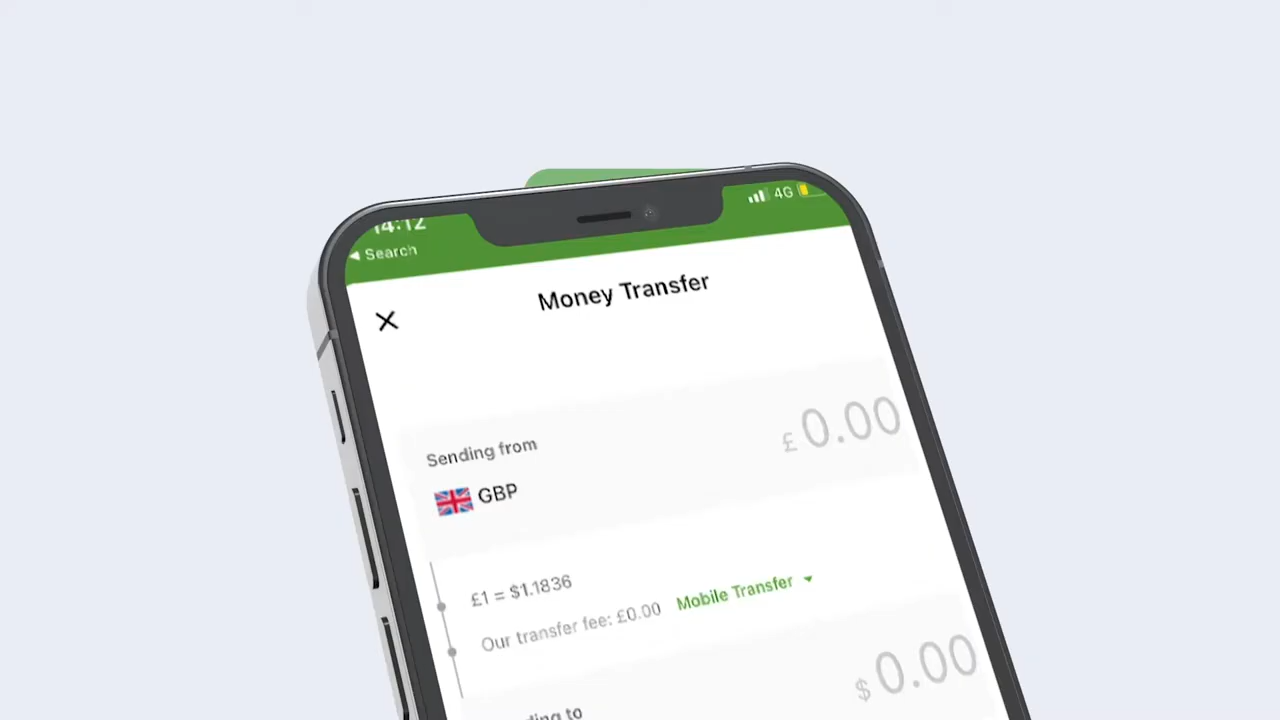 14:12
4G
Search
Money Transfer
Sending from
£ 0.00
GBP
£1 = $1.1836
Our transfer fee: £0.00 Mobile Transfer
$ 0.00
to